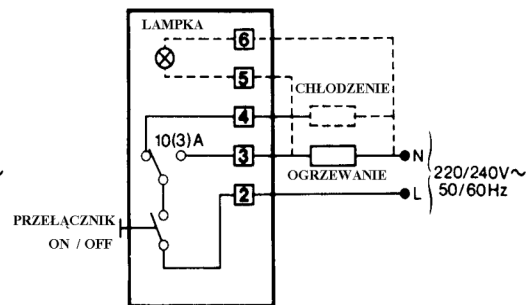 LAMPKA
6
5
CHŁODZENIE
4
10(3)A
3
N
OGRZEWANIE
220/240V~
50/60Hz
2
L
~
PRZEŁĄCZNIK
ON / OFF